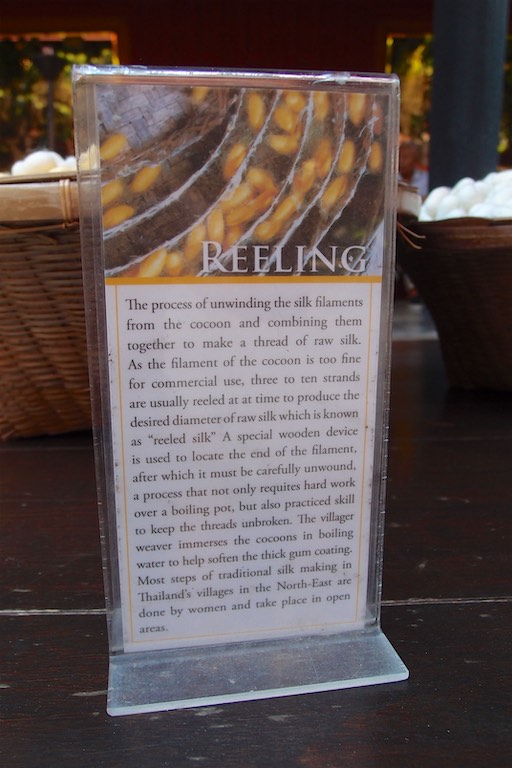 REELING
The process of unwinding the silk filaments
from the cocoon and combining them
together to make a thread of raw silk.
As the filament of the cocoon is too fine
for commercial use, three to ten strands
are usually reeled at at time to produce the
desired diameter of raw silk which is known
as “reeled silk” A special wooden device
is used to locate the end of the filament,
after which it must be carefully unwound,
a process that not only requites hard work
over a boiling pot, but also practiced skill
to keep the threads unbroken. The villager
weaver immerses the cocoons in boiling
water to help soften the thick gum coating.
Most steps of traditional silk making in
Thailand's villages in the North-East are
done by women and take place in open
areas.